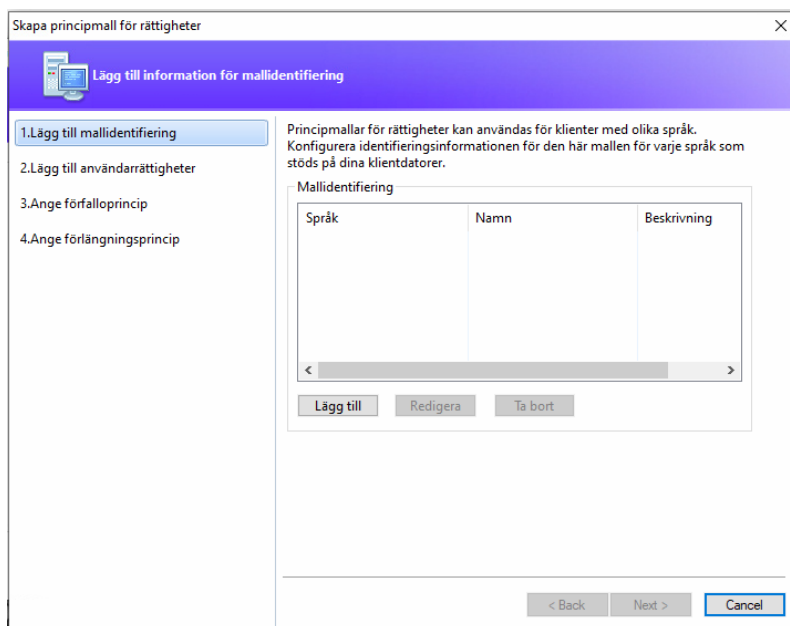 Skapa principmall för rättigheter
Lägg till information för mallidentifiering
1.Lägg till mallidentifiering
2.Lägg till användarrättigheter
3.Ange förfalloprincip
4.Ange förlängningsprincip
Principmallar för rättigheter kan användas för klienter med olika språk.
Konfigurera identifieringsinformationen för den här mallen för varje språk som
stöds på dina klientdatorer.
Mallidentifiering
Språk Namn Beskrivning
Lägg till Redigera Ta bort
< Back Next > Cancel